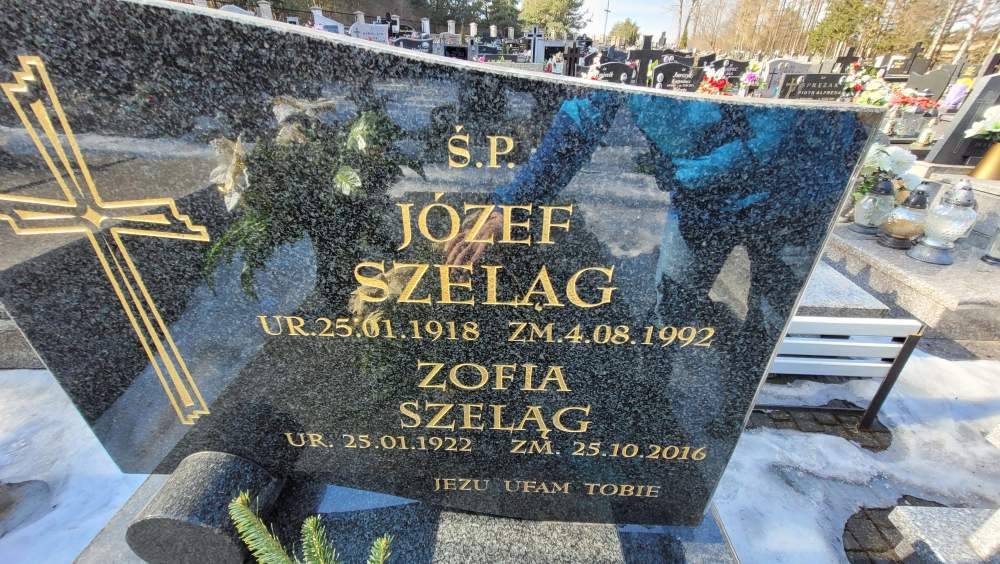 Ś.P.
JÓZEF
SZELĄG
UR.25.01.1918 ZM.4.08.1992
ZOFIA
SZELĄG
UR. 25.01.1922 ZM. 25.10.2016
JEZU UFAM TOBIE